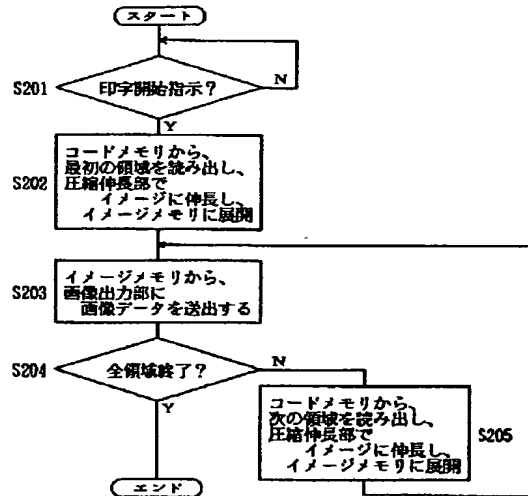 スタート
S201
印字開始指示？
N
Y
S202
コードメモリから、
最初の領域を読み出し、
圧縮伸長部で
イメージに伸長し、
イメージメモリに展開
S203
イメージメモリから、
画像出力部に
画像データを送出する
S204
全領域終了？
N
Y
コードメモリから、
次の領域を読み出し、
圧縮伸長部で
イメージに伸長し、
イメージメモリに展開
S205
エンド